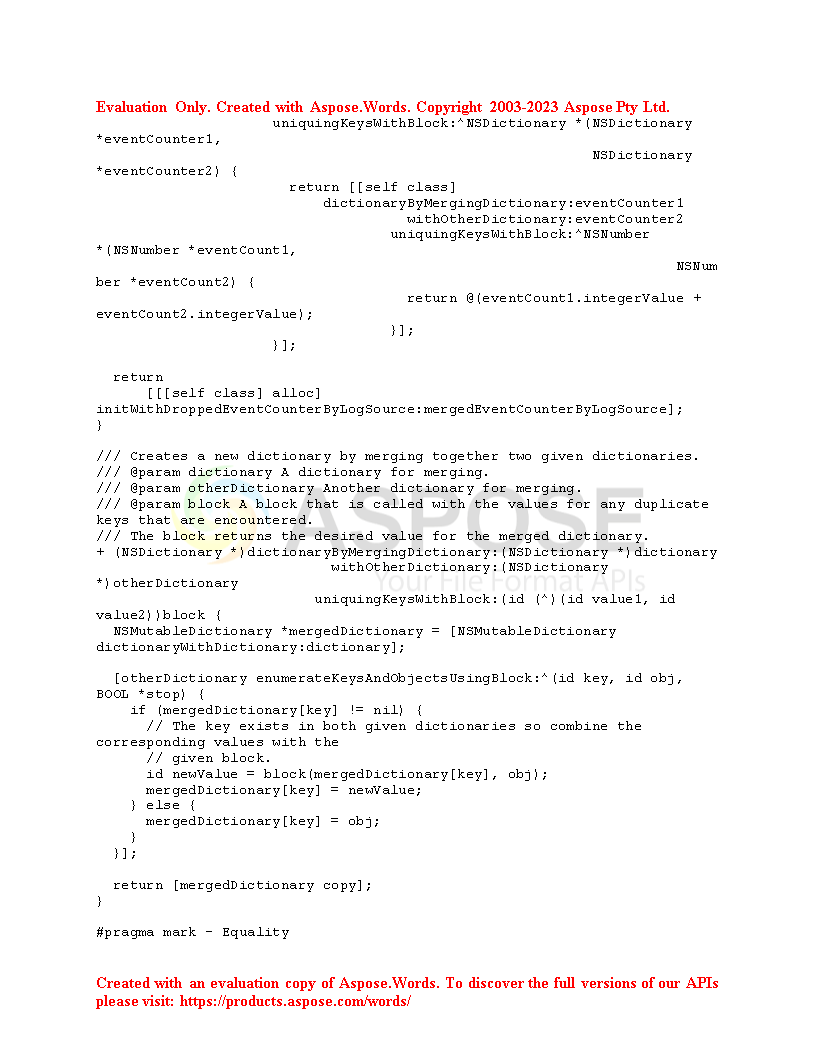 Evaluation Only. Created with Aspose.Words. Copyright 2003-2023 Aspose Pty Ltd.
uniquingKeysWithBlock:^NSDictionary *(NSDictionary
*eventCounter1,
NSDictionary
*eventCounter2) {
return [[self class]
dictionaryByMergingDictionary:eventCounter1
withOtherDictionary:eventCounter2
uniquingKeysWithBlock:^NSNumber
*(NSNumber *eventCount1,
NSNum
ber *eventCount2) {
return @(eventCount1.integerValue +
eventCount2.integerValue);
}];
}];
return
[[[self class] alloc]
initWithDroppedEventCounterByLogSource:mergedEventCounterByLogSource];
}
/// Creates a new dictionary by merging together two given dictionaries.
/// @param dictionary A dictionary for merging.
/// @param otherDictionary Another dictionary for merging.
/// @param block A block that is called with the values for any duplicate
keys that are encountered.
/// The block returns the desired value for the merged dictionary.
+ (NSDictionary *)dictionaryByMergingDictionary:(NSDictionary *)dictionary
withOtherDictionary:(NSDictionary
*)otherDictionary
uniquingKeysWithBlock:(id (^)(id value1, id
value2))block {
NSMutableDictionary *mergedDictionary = [NSMutableDictionary
dictionaryWithDictionary:dictionary];
[otherDictionary enumerateKeysAndObjectsUsingBlock:^(id key, id obj,
BOOL *stop) {
if (mergedDictionary[key] != nil) {
// The key exists in both given dictionaries so combine the
corresponding values with the
// given block.
id newValue = block(mergedDictionary[key], obj);
mergedDictionary[key] = newValue;
} else {
mergedDictionary[key] = obj;
}
}];
return [mergedDictionary copy];
}
#pragma mark - Equality
ASPOSE
Your File Format APIs
Created with an evaluation copy of Aspose.Words. To discover the full versions of our APIs
please visit: https://products.aspose.com/words/